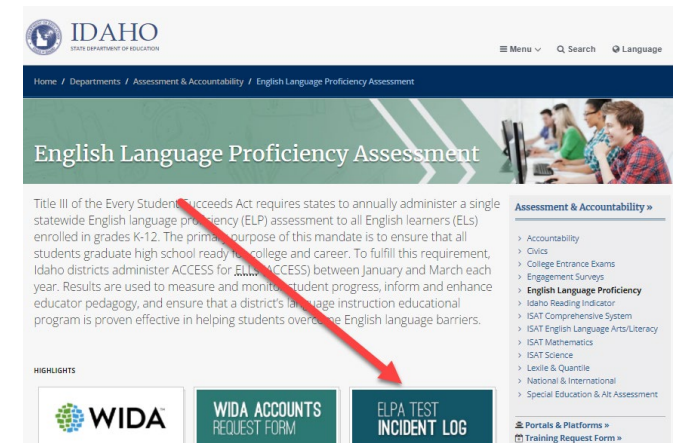 IDAHO
STATE DEPARTMENT OF EDUCATION
Menu
Search
Language
Home / Departments / Assessment & Accountability / English Language Proficiency Assessment
English Language Proficiency Assessment
Title III of the Every Student Succeeds Act requires states to annually administer a single
statewide English language proficiency (ELP) assessment to all English learners (ELs)
enrolled in grades K-12. The primary purpose of this mandate is to ensure that all
students graduate high school ready for college and career. To fulfill this requirement,
Idaho districts administer ACCESS for ELLs (ACCESS) between January and March each
year. Results are used to measure and monitor student progress, inform and enhance
educator pedagogy, and ensure that a district's language instruction educational
program is proven effective in helping students overcome English language barriers.
HIGHLIGHTS
WIDA
WIDA ACCOUNTS
REQUEST FORM
ELPA TEST
INCIDENT LOG
Assessment & Accountability »
> Accountability
> Civics
> College Entrance Exams
> Engagement Surveys
> English Language Proficiency
> Idaho Reading Indicator
> ISAT Comprehensive System
> ISAT English Language Arts/Literacy
> ISAT Mathematics
> ISAT Science
> Lexile & Quantile
> National & International
> Special Education & Alt Assessment
Portals & Platforms »
Training Request Form »